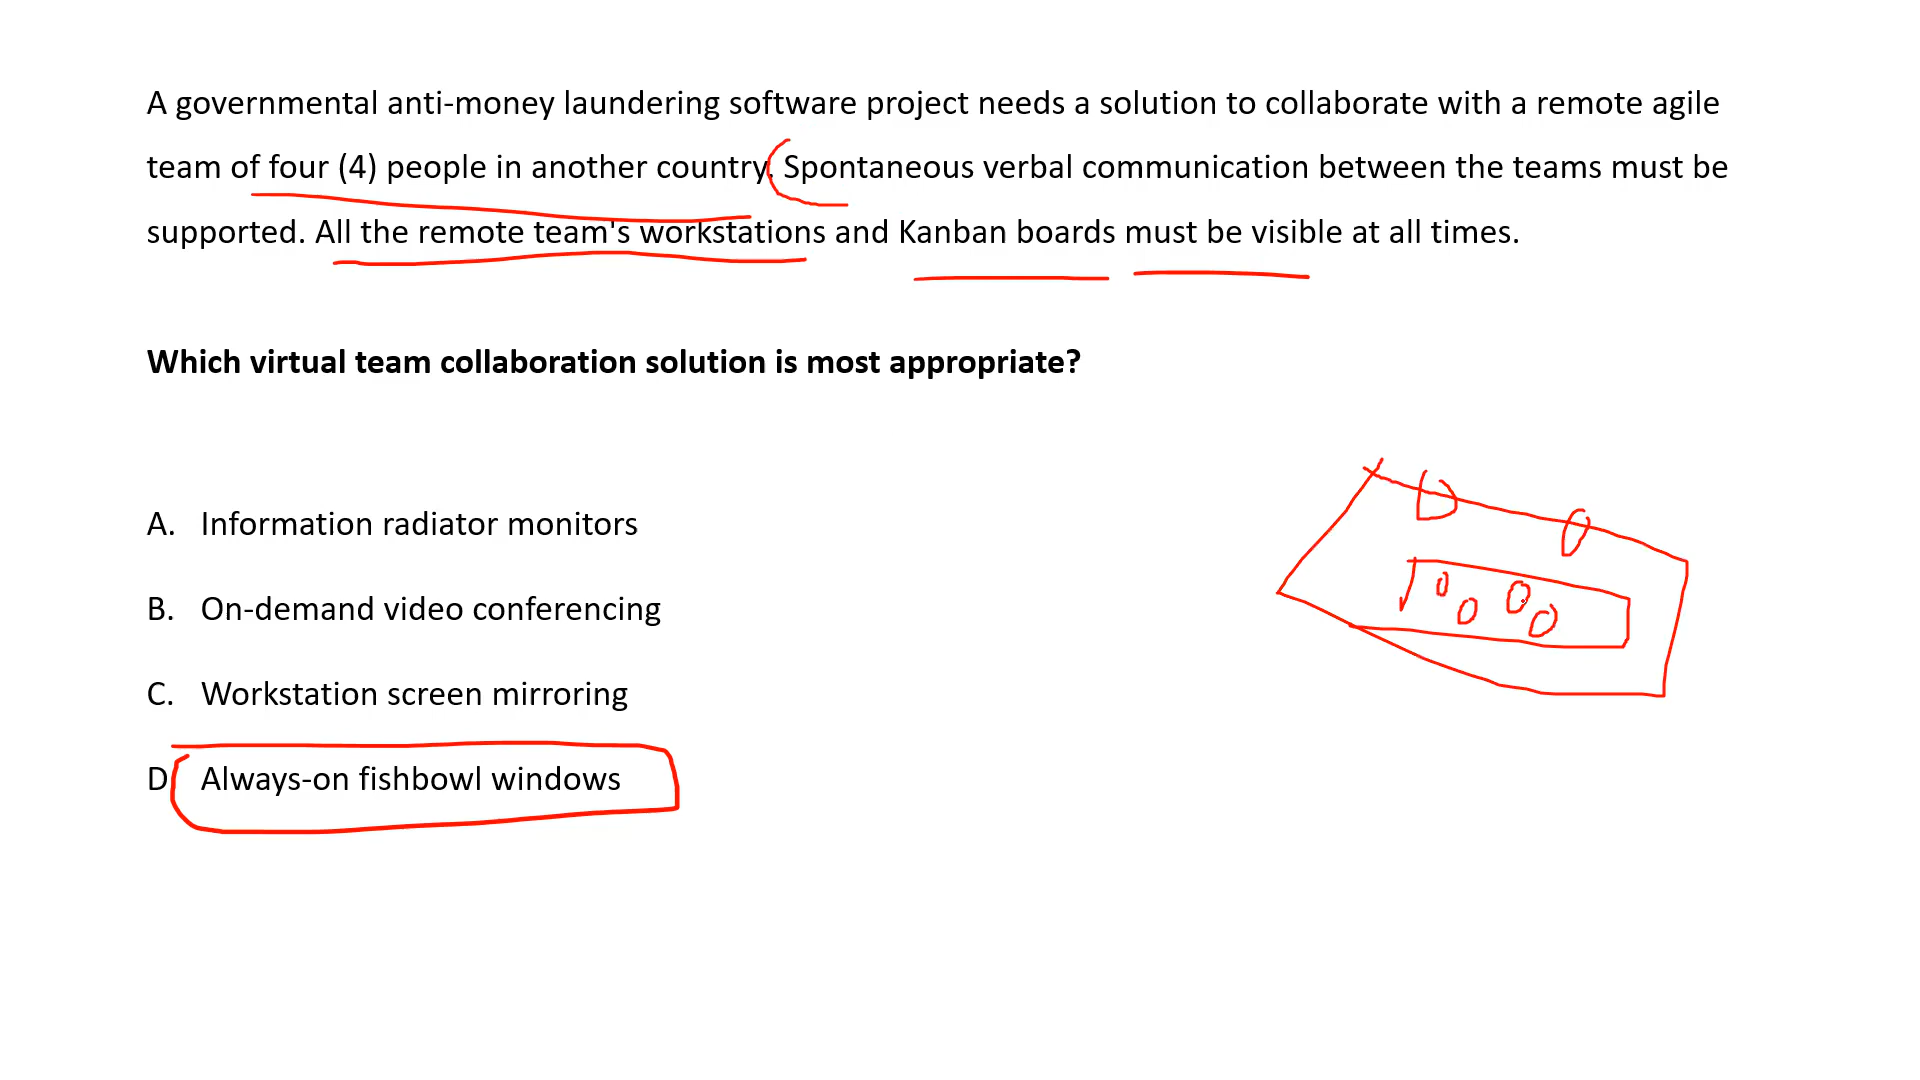 A governmental anti-money laundering software project needs a solution to collaborate with a remote agile
team of four (4) people in another country. Spontaneous verbal communication between the teams must be
supported. All the remote team's workstations and Kanban boards must be visible at all times.
Which virtual team collaboration solution is most appropriate?
A. Information radiator monitors
B. On-demand video conferencing
C. Workstation screen mirroring
D. Always-on fishbowl windows